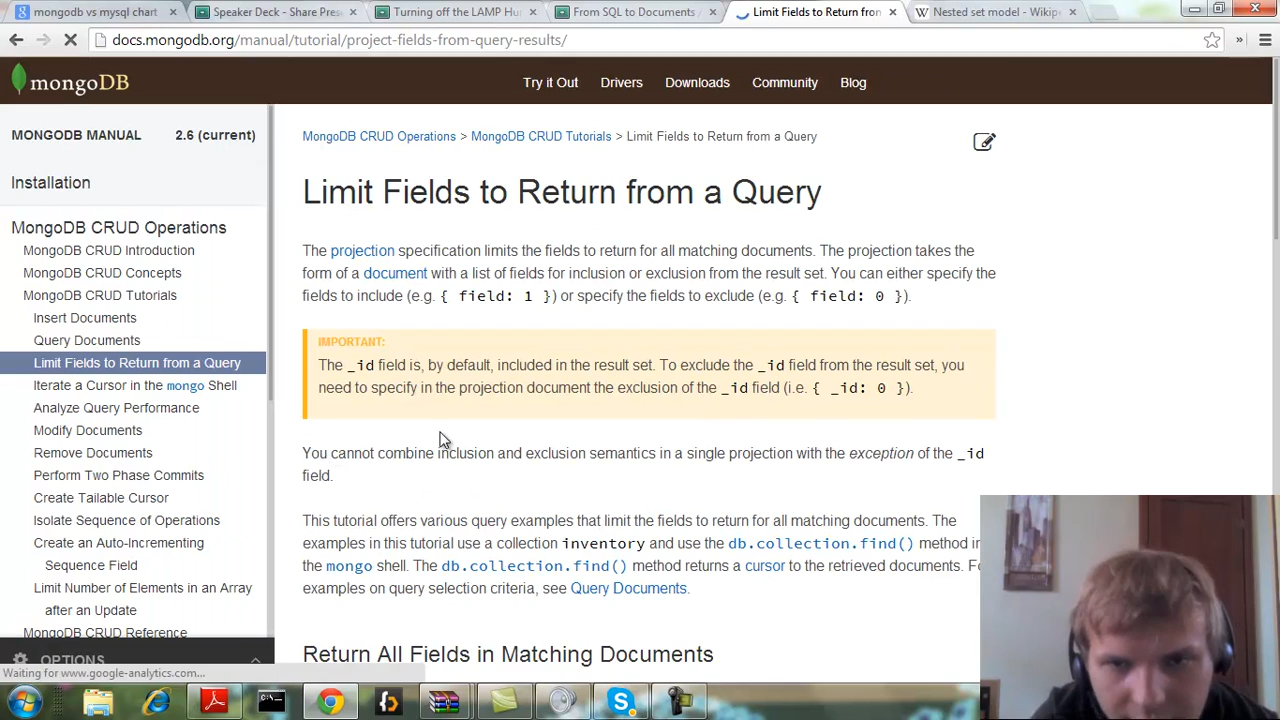 mongodb vs mysql chart
Speaker Deck - Share Pres
Turning off the LAMP Hu
From SQL to Documents
Limit Fields to Return from
Nested set model - Wikip
docs.mongodb.org/manual/tutorial/project-fields-from-query-results/
mongoDB
Try it Out
Drivers
Downloads
Community
Blog
MONGODB MANUAL
2.6 (current)
Installation
MongoDB CRUD Operations
MongoDB CRUD Introduction
MongoDB CRUD Concepts
MongoDB CRUD Tutorials
Insert Documents
Query Documents
Limit Fields to Return from a Query
Iterate a Cursor in the mongo Shell
Analyze Query Performance
Modify Documents
Remove Documents
Perform Two Phase Commits
Create Tailable Cursor
Isolate Sequence of Operations
Create an Auto-Incrementing
Sequence Field
Limit Number of Elements in an Array
after an Update
MongoDB CRUD Reference
OPTIONS
Waiting for www.google-analytics.com...
MongoDB CRUD Operations > MongoDB CRUD Tutorials > Limit Fields to Return from a Query
Limit Fields to Return from a Query
The projection specification limits the fields to return for all matching documents. The projection takes the
form of a document with a list of fields for inclusion or exclusion from the result set. You can either specify the
fields to include (e.g. { field: 1 }) or specify the fields to exclude (e.g. { field: 0 }).
IMPORTANT:
The _id field is, by default, included in the result set. To exclude the _id field from the result set, you
need to specify in the projection document the exclusion of the _id field (i.e. { _id: 0 }).
You cannot combine inclusion and exclusion semantics in a single projection with the exception of the _id
field.
This tutorial offers various query examples that limit the fields to return for all matching documents. The
examples in this tutorial use a collection inventory and use the db.collection.find() method in
the mongo shell. The db.collection.find() method returns a cursor to the retrieved documents. Fo
examples on query selection criteria, see Query Documents.
Return All Fields in Matching Documents